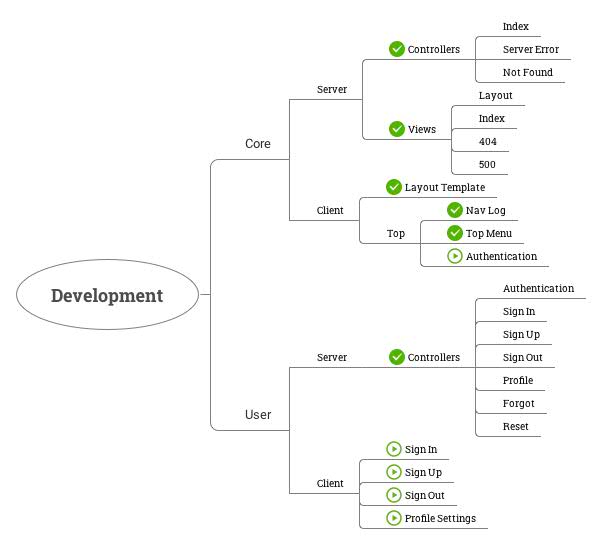 Development
Core
Server
Controllers
Index
Server Error
Not Found
Views
Layout
Index
404
500
Client
Layout Template
Top
Nav Log
Top Menu
Authentication
User
Server
Controllers
Authentication
Sign In
Sign Up
Sign Out
Profile
Forgot
Reset
Client
Sign In
Sign Up
Sign Out
Profile Settings